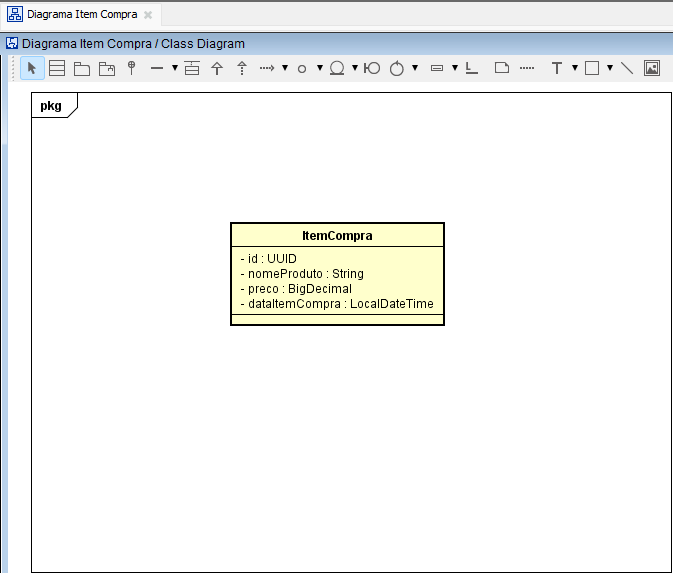 Diagrama Item Compra
Diagrama Item Compra / Class Diagram
T
pkg
ItemCompra
- id : UUID
- nomeProduto : String
- preco : BigDecimal
- dataItemCompra : LocalDateTime